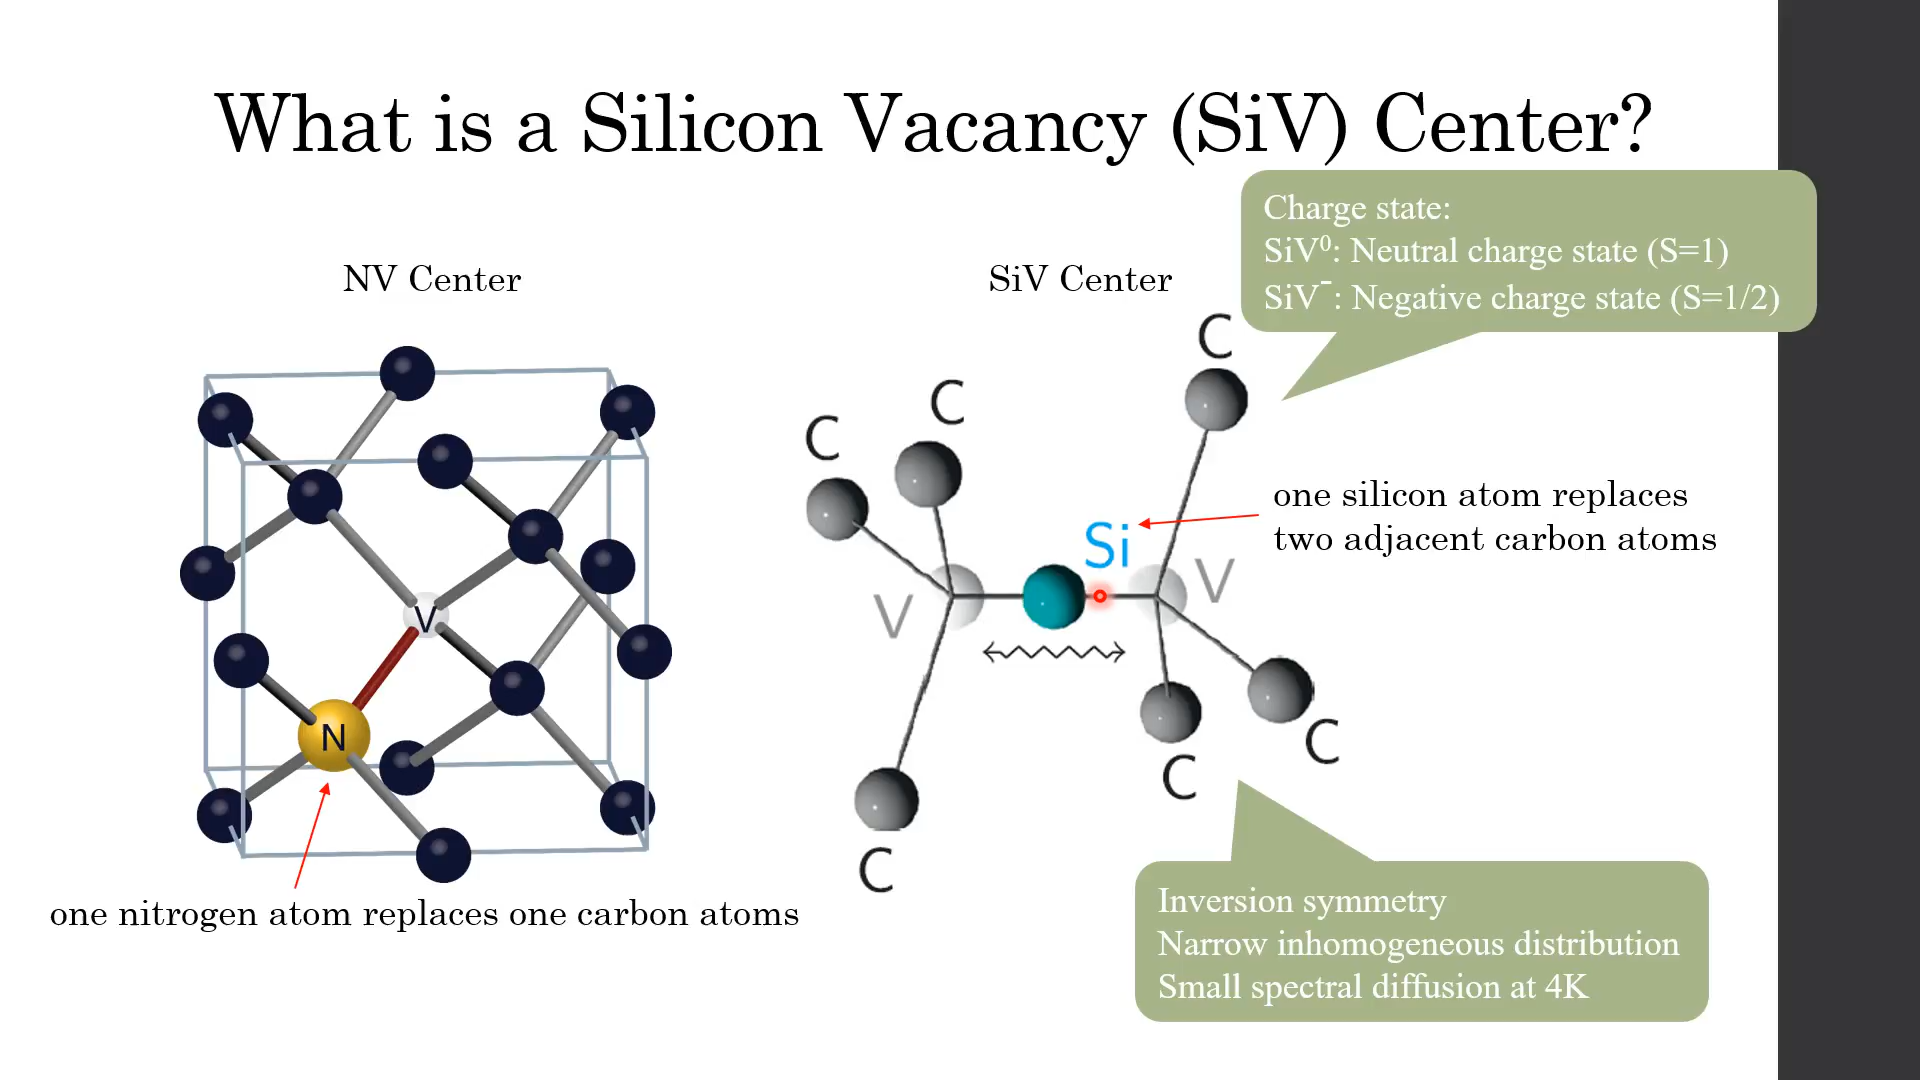 What is a Silicon Vacancy (SiV) Center?
Charge state:
SiV⁰: Neutral charge state (S=1)
SiV⁻: Negative charge state (S=1/2)
NV Center
SiV Center
V
N
one nitrogen atom replaces one carbon atoms
C
C
C
Si
V
V
C
C
C
one silicon atom replaces
two adjacent carbon atoms
Inversion symmetry
Narrow inhomogeneous distribution
Small spectral diffusion at 4K